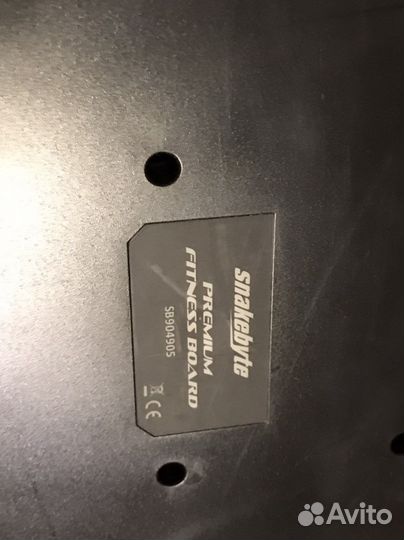 snakebyte
PREMIUM
FITNESS BOARD
SB904905
CE
Avito